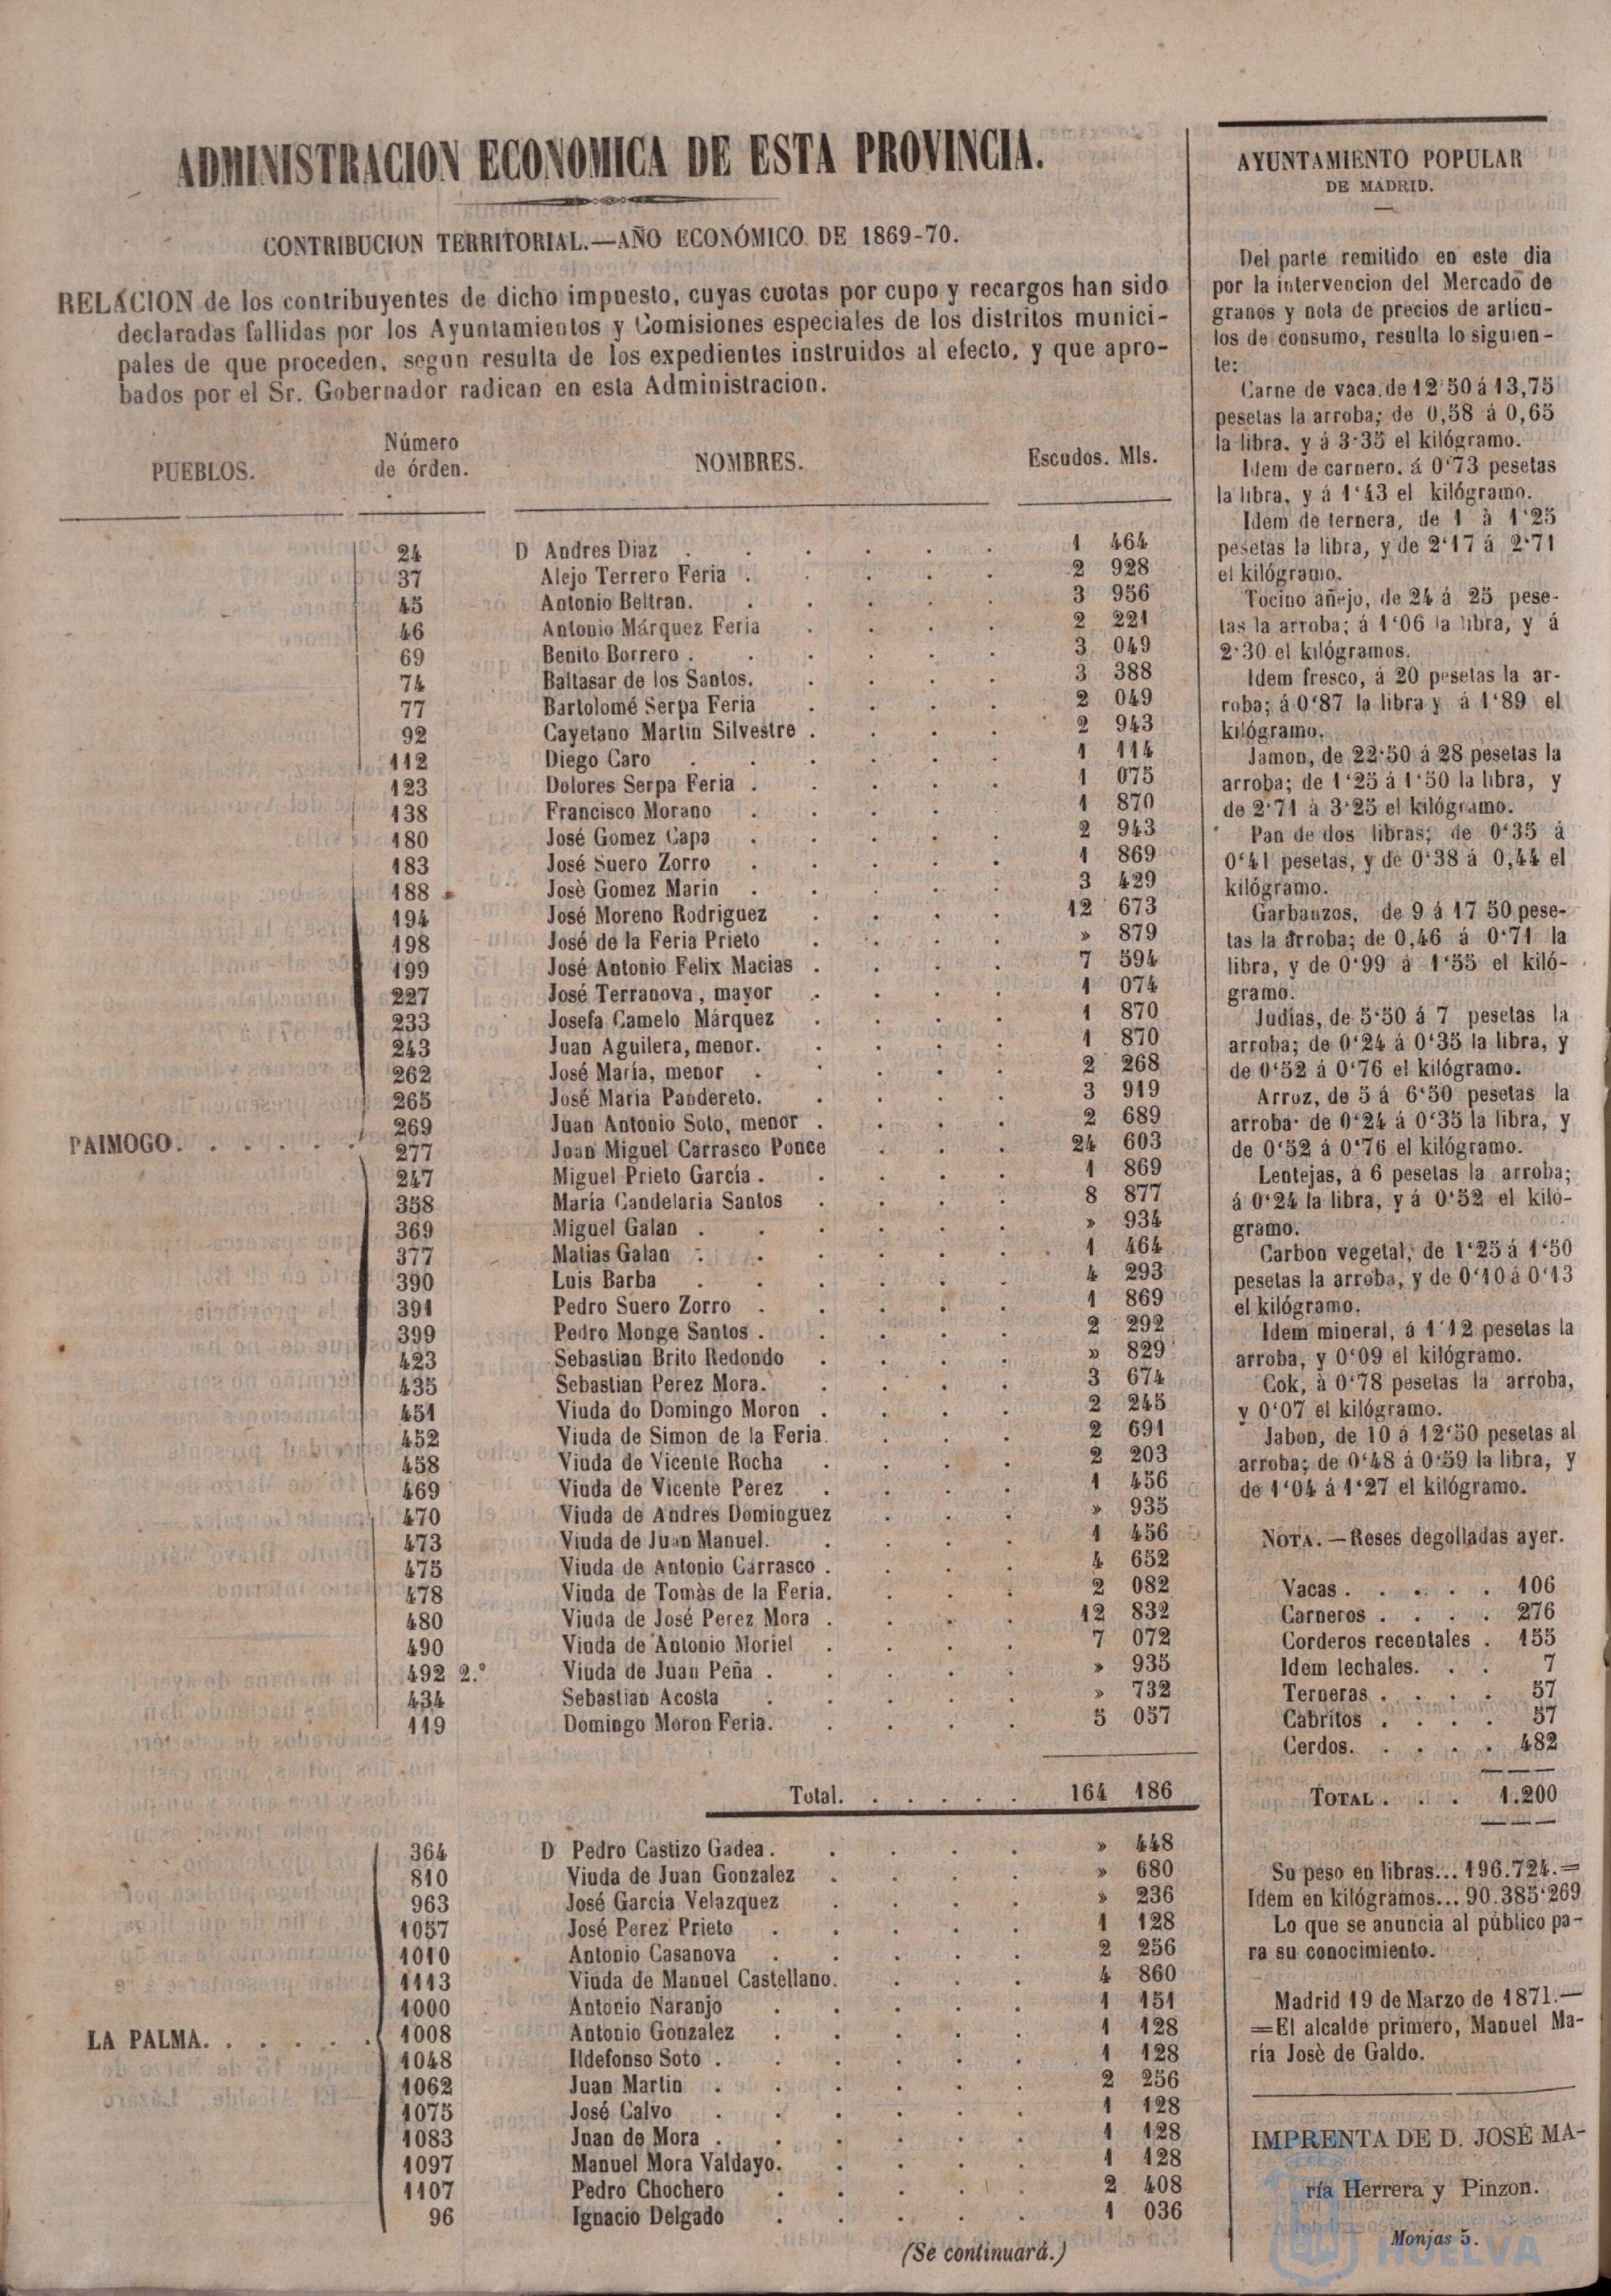 ADMINISTRACION ECONOMICA DE ESTA PROVINCIA.
CONTRIBUCION TERRITORIAL.—AÑO ECONÓMICO DE 1869-70.
RELACION de los contribuyentes de dicho impuesto, cuyas cuotas por cupo y recargos han sido
declaradas fallidas por los Ayuntamientos y Comisiones especiales de los distritos munici-
pales de que proceden, segun resulta de los expedientes instruidos al efecto, y que apro-
bados por el Sr. Gobernador radican en esta Administracion.
PUEBLOS. Número de órden. NOMBRES. Escudos. Mls.
24 D Andres Diaz . . . . . . 1 464
37 Alejo Terrero Feria . . . . . 2 928
45 Antonio Beltran. . . . . . 3 956
46 Antonio Márquez Feria . . . . 2 221
69 Benito Borrero . . . . . . 3 049
74 Baltasar de los Santos. . . . . 3 388
77 Bartolomé Serpa Feria . . . . 2 049
92 Cayetano Martin Silvestre . . . . 2 943
112 Diego Caro . . . . . . 1 114
123 Dolores Serpa Feria . . . . . 1 075
138 Francisco Morano . . . . . 1 870
180 José Gomez Capa . . . . . 2 943
183 José Suero Zorro . . . . . 1 869
188 Josè Gomez Marin . . . . . 3 429
194 José Moreno Rodriguez . . . . 12 673
198 José de la Feria Prieto . . . . » 879
199 José Antonio Felix Macias . . . . 7 594
227 José Terranova, mayor . . . . 1 074
233 Josefa Camelo Márquez . . . . 1 870
243 Juan Aguilera, menor. . . . . 1 870
262 José María, menor . . . . . 2 268
265 José María Pandereto. . . . . 3 919
269 Juan Antonio Soto, menor . . . . 2 689
PAIMOGO. . . . . . 277 Joan Miguel Carrasco Ponce . . . 24 603
247 Miguel Prieto García . . . . . 1 869
358 María Candelaria Santos . . . . 8 877
369 Miguel Galan . . . . . . » 934
377 Matias Galan . . . . . . 1 464
390 Luis Barba . . . . . . 4 293
391 Pedro Suero Zorro . . . . . 1 869
399 Pedro Monge Santos . . . . . 2 292
423 Sebastian Brito Redondo . . . . » 829
435 Sebastian Perez Mora. . . . . 3 674
451 Viuda do Domingo Moron . . . . 2 245
452 Viuda de Simon de la Feria. . . . 2 691
458 Viuda de Vicente Rocha . . . . 2 203
469 Viuda de Vicente Perez . . . . 1 456
470 Viuda de Andres Dominguez . . . » 935
473 Viuda de Juan Manuel. . . . . 1 456
475 Viuda de Antonio Carrasco . . . . 4 652
478 Viuda de Tomàs de la Feria. . . . 2 082
480 Viuda de José Perez Mora . . . . 12 832
490 Viuda de Antonio Moriel . . . . 7 072
492 2.º Viuda de Juan Peña . . . . . » 935
434 Sebastian Acosta . . . . . » 732
119 Domingo Moron Feria. . . . . 5 057
Total. . . . . . 164 186
364 D Pedro Castizo Gadea . . . . . » 448
810 Viuda de Juan Gonzalez . . . . » 680
963 José García Velazquez . . . . » 236
1057 José Perez Prieto . . . . . 1 128
1010 Antonio Casanova . . . . . 2 256
1113 Viuda de Manuel Castellano. . . . 4 860
1000 Antonio Naranjo . . . . . 1 151
LA PALMA. . . . . . 1008 Antonio Gonzalez . . . . . 1 128
1048 Ildefonso Soto . . . . . . 1 128
1062 Juan Martin . . . . . . 2 256
1075 José Calvo . . . . . . 1 128
1083 Juan de Mora . . . . . . 1 128
1097 Manuel Mora Valdayo. . . . . 1 128
1107 Pedro Chochero . . . . . 2 408
96 Ignacio Delgado . . . . . 1 036
(Se continuará.)
AYUNTAMIENTO POPULAR
DE MADRID.
Del parte remitido en este dia
por la intervencion del Mercado de
granos y nota de precios de artícu-
los de consumo, resulta lo siguien-
te:
Carne de vaca. de 12'50 á 13,75
pesetas la arroba; de 0,58 á 0,65
la libra, y á 3'35 el kilógramo.
Idem de carnero, á 0'73 pesetas
la libra, y á 1'43 el kilógramo.
Idem de ternera, de 1 à 1'25
pesetas la libra, y de 2'17 á 2'71
el kilógramo.
Tocino añejo, de 24 á 25 pese-
tas la arroba; á 1'06 la libra, y á
2'30 el kilógramos.
Idem fresco, á 20 pesetas la ar-
roba; á 0'87 la libra y á 1'89 el
kilógramo.
Jamon, de 22'50 á 28 pesetas la
arroba; de 1'25 á 1'50 la libra, y
de 2'71 à 3'25 el kilógramo.
Pan de dos libras; de 0'35 á
0'41 pesetas, y de 0'38 á 0,44 el
kilógramo.
Garbanzos, de 9 á 17 50 pese-
tas la arroba; de 0,46 á 0'71 la
libra, y de 0'99 á 1'55 el kiló-
gramo.
Judías, de 5'50 á 7 pesetas la
arroba; de 0'24 á 0'35 la libra, y
de 0'52 á 0'76 el kilógramo.
Arroz, de 5 á 6'50 pesetas la
arroba· de 0'24 á 0'35 la libra, y
de 0'52 á 0'76 el kilógramo.
Lentejas, á 6 pesetas la arroba;
á 0'24 la libra, y á 0'52 el kiló-
gramo.
Carbon vegetal, de 1'25 á 1'50
pesetas la arroba, y de 0'10 á 0'13
el kilógramo.
Idem mineral, á 1'12 pesetas la
arroba, y 0'09 el kilógramo.
Cok, à 0'78 pesetas la arroba,
y 0'07 el kilógramo.
Jabon, de 10 á 12'50 pesetas al
arroba; de 0'48 á 0'59 la libra, y
de 1'04 á 1'27 el kilógramo.
NOTA.—Reses degolladas ayer.
Vacas . . . . . . 106
Carneros . . . . 276
Corderos recentales . 155
Idem lechales. . . 7
Terneras . . . . 57
Cabritos . . . . 57
Cerdos. . . . . 482
TOTAL . . . 1.200
Su peso en libras... 196.724.=
Idem en kilógramos... 90.385'269
Lo que se anuncia al público pa-
ra su conocimiento.
Madrid 19 de Marzo de 1871.—
=El alcalde primero, Manuel Ma-
ría Josè de Galdo.
IMPRENTA DE D. JOSÉ MA-
ría Herrera y Pinzon.
Monjas 5.
HUELVA